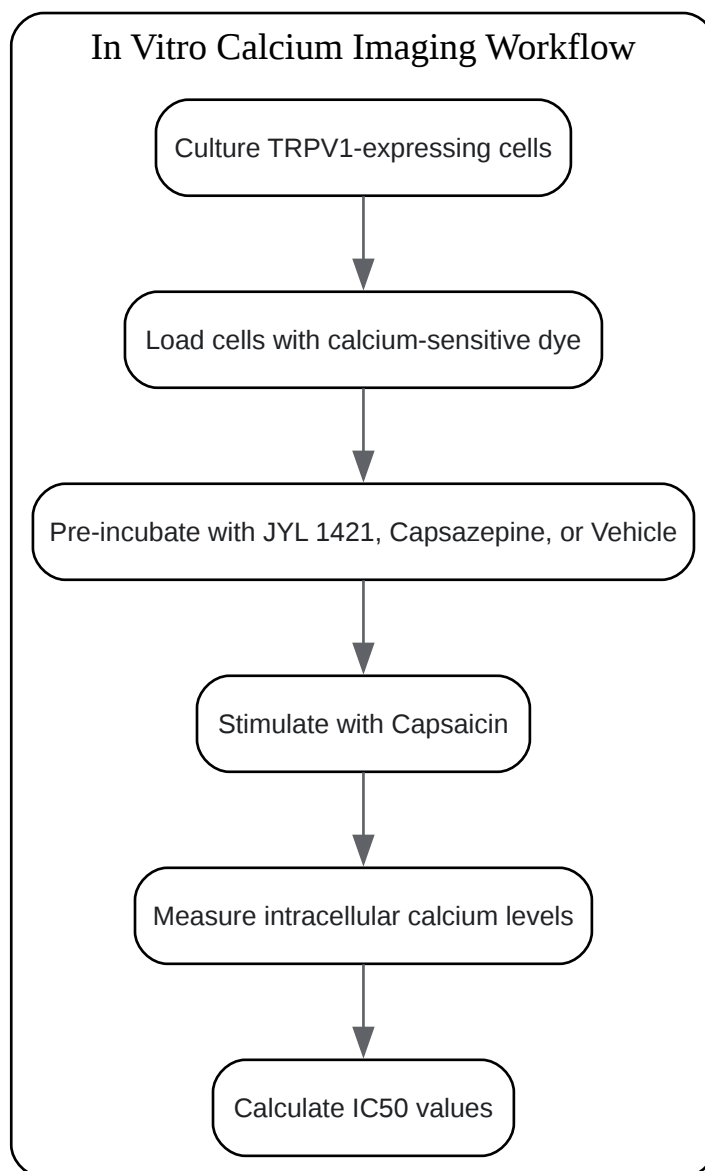 In Vitro Calcium Imaging Workflow
Culture TRPV1-expressing cells
Load cells with calcium-sensitive dye
Pre-incubate with JYL 1421, Capsazepine, or Vehicle
Stimulate with Capsaicin
Measure intracellular calcium levels
Calculate IC50 values